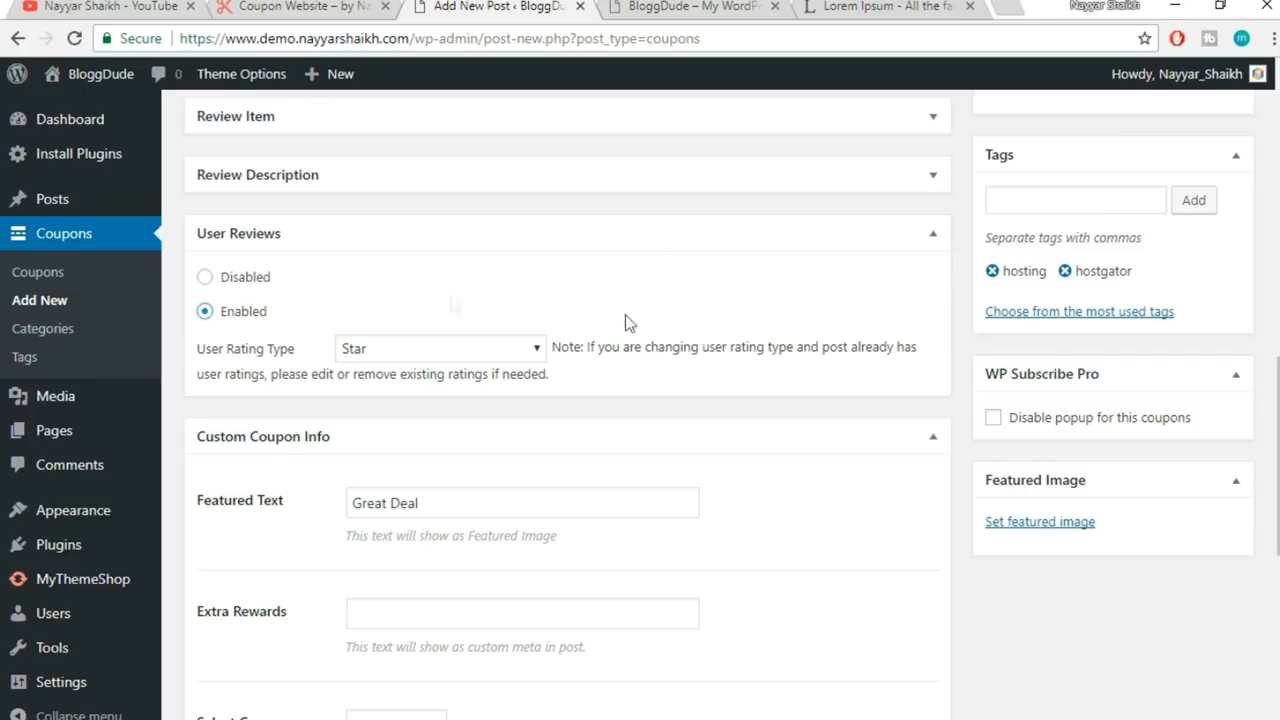 Nayyar Shaikh - YouTube
Coupon Website – by Na
Add New Post ‹ BloggDu
BloggDude – My WordPr
Lorem Ipsum - All the fa
Nayyar Shaikh
Secure
https://www.demo.nayyarshaikh.com/wp-admin/post-new.php?post_type=coupons
BloggDude
0
Theme Options
New
Howdy, Nayyar_Shaikh
Dashboard
Install Plugins
Posts
Coupons
Coupons
Add New
Categories
Tags
Media
Pages
Comments
Appearance
Plugins
MyThemeShop
Users
Tools
Settings
Collapse menu
Review Item
Review Description
User Reviews
Disabled
Enabled
User Rating Type
Star
Note: If you are changing user rating type and post already has
user ratings, please edit or remove existing ratings if needed.
Custom Coupon Info
Featured Text
Great Deal
This text will show as Featured Image
Extra Rewards
This text will show as custom meta in post.
Tags
Add
Separate tags with commas
hosting
hostgator
Choose from the most used tags
WP Subscribe Pro
Disable popup for this coupons
Featured Image
Set featured image